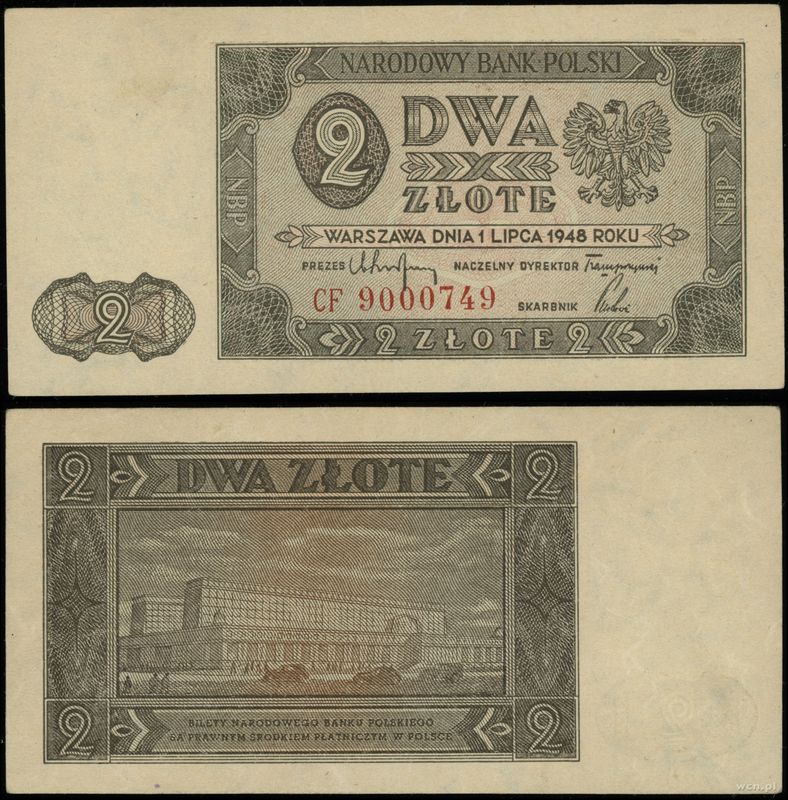 NARODOWY BANK POLSKI
2 DWA
ZŁOTE
NBP
NBP
WARSZAWA DNIA 1 LIPCA 1948 ROKU
PREZES NACZELNY DYREKTOR
CF 9000749 SKARBNIK
2
2 ZŁOTE 2
2 DWA ZŁOTE 2
2 BILETY NARODOWEGO BANKU POLSKIEGO 2
SĄ PRAWNYM ŚRODKIEM PŁATNICZYM W POLSCE
wcn.pl